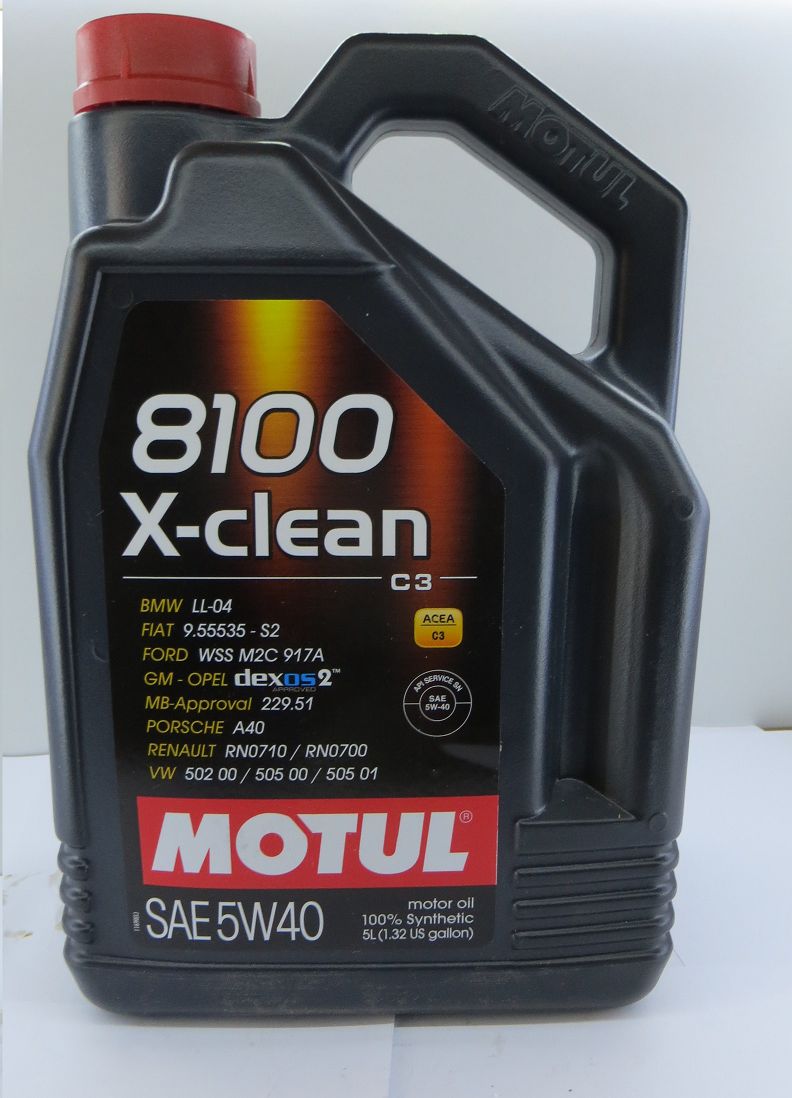 MOTUL
8100
X-clean
C3
BMW LL-04
FIAT 9.55535 - S2
FORD WSS M2C 917A
GM - OPEL dexos2™
APPROVED
MB-Approval 229.51
PORSCHE A40
RENAULT RN0710 / RN0700
VW 502 00 / 505 00 / 505 01
ACEA
C3
API SERVICE SN
SAE
5W-40
MOTUL®
SAE 5W40
motor oil
100% Synthetic
5L (1.32 US gallon)